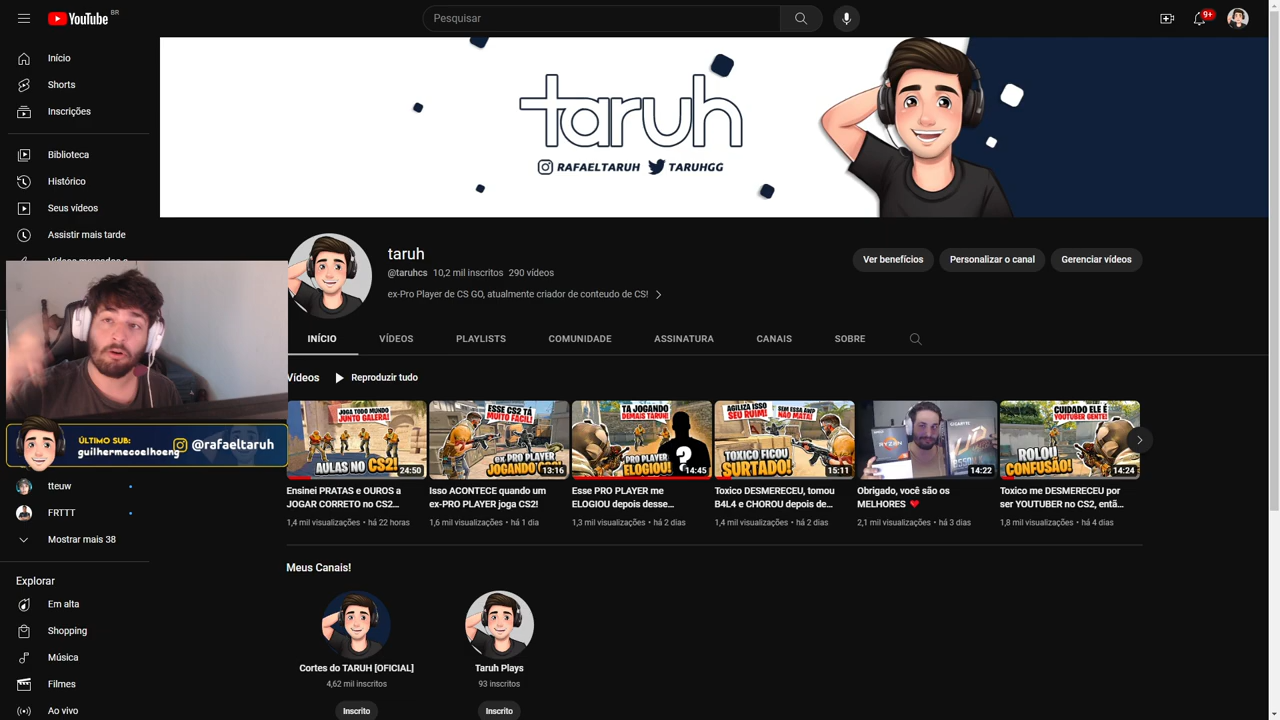 YouTube BR
Pesquisar
9+
Início
Shorts
Inscrições
Biblioteca
Histórico
Seus vídeos
Assistir mais tarde
taruh
RAFAELTARUH TARUHGG
taruh
@taruhcs 10,2 mil inscritos 290 vídeos
ex-Pro Player de CS GO, atualmente criador de conteudo de CS!
Ver benefícios
Personalizar o canal
Gerenciar vídeos
INÍCIO VÍDEOS PLAYLISTS COMUNIDADE ASSINATURA CANAIS SOBRE
Vídeos
Reproduzir tudo
JOGA TODO MUNDO
JUNTO GALERA!
AULAS NO CS2!
24:50
Ensinei PRATAS e OUROS a
JOGAR CORRETO no CS2...
1,4 mil visualizações • há 22 horas
ESSE CS2 TÁ
MUITO FÁCIL!
ex PRO PLAYER
13:16
Isso ACONTECE quando um
ex-PRO PLAYER joga CS2!
1,6 mil visualizações • há 1 dia
TA JOGANDO
DEMAIS TARUH!
?
PRO PLAYER
ELOGIOU!
14:45
Esse PRO PLAYER me
ELOGIOU depois desse...
1,3 mil visualizações • há 2 dias
AGILIZA ISSO
SEU RUIM!
SEM ESSA AWP
NÃO MATA!
TOXICO FICOU
SURTADO!
15:11
Toxico DESMERECEU, tomou
B4L4 e CHOROU depois de...
1,4 mil visualizações • há 2 dias
RYZEN
GIGABYTE
14:22
Obrigado, você são os
MELHORES ❤️
2,1 mil visualizações • há 3 dias
CUIDADO ELE É
YOUTUBER GENTE!
ROLOU
CONFUSÃO!
14:24
Toxico me DESMERECEU por
ser YOUTUBER no CS2, entã...
1,8 mil visualizações • há 4 dias
ÚLTIMO SUB:
guilhermecoelhoeng
@rafaeltaruh
tteuw
FRTTT
Mostrar mais 38
Explorar
Em alta
Shopping
Música
Filmes
Ao vivo
Meus Canais!
Cortes do TARUH [OFICIAL]
4,62 mil inscritos
Inscrito
Taruh Plays
93 inscritos
Inscrito